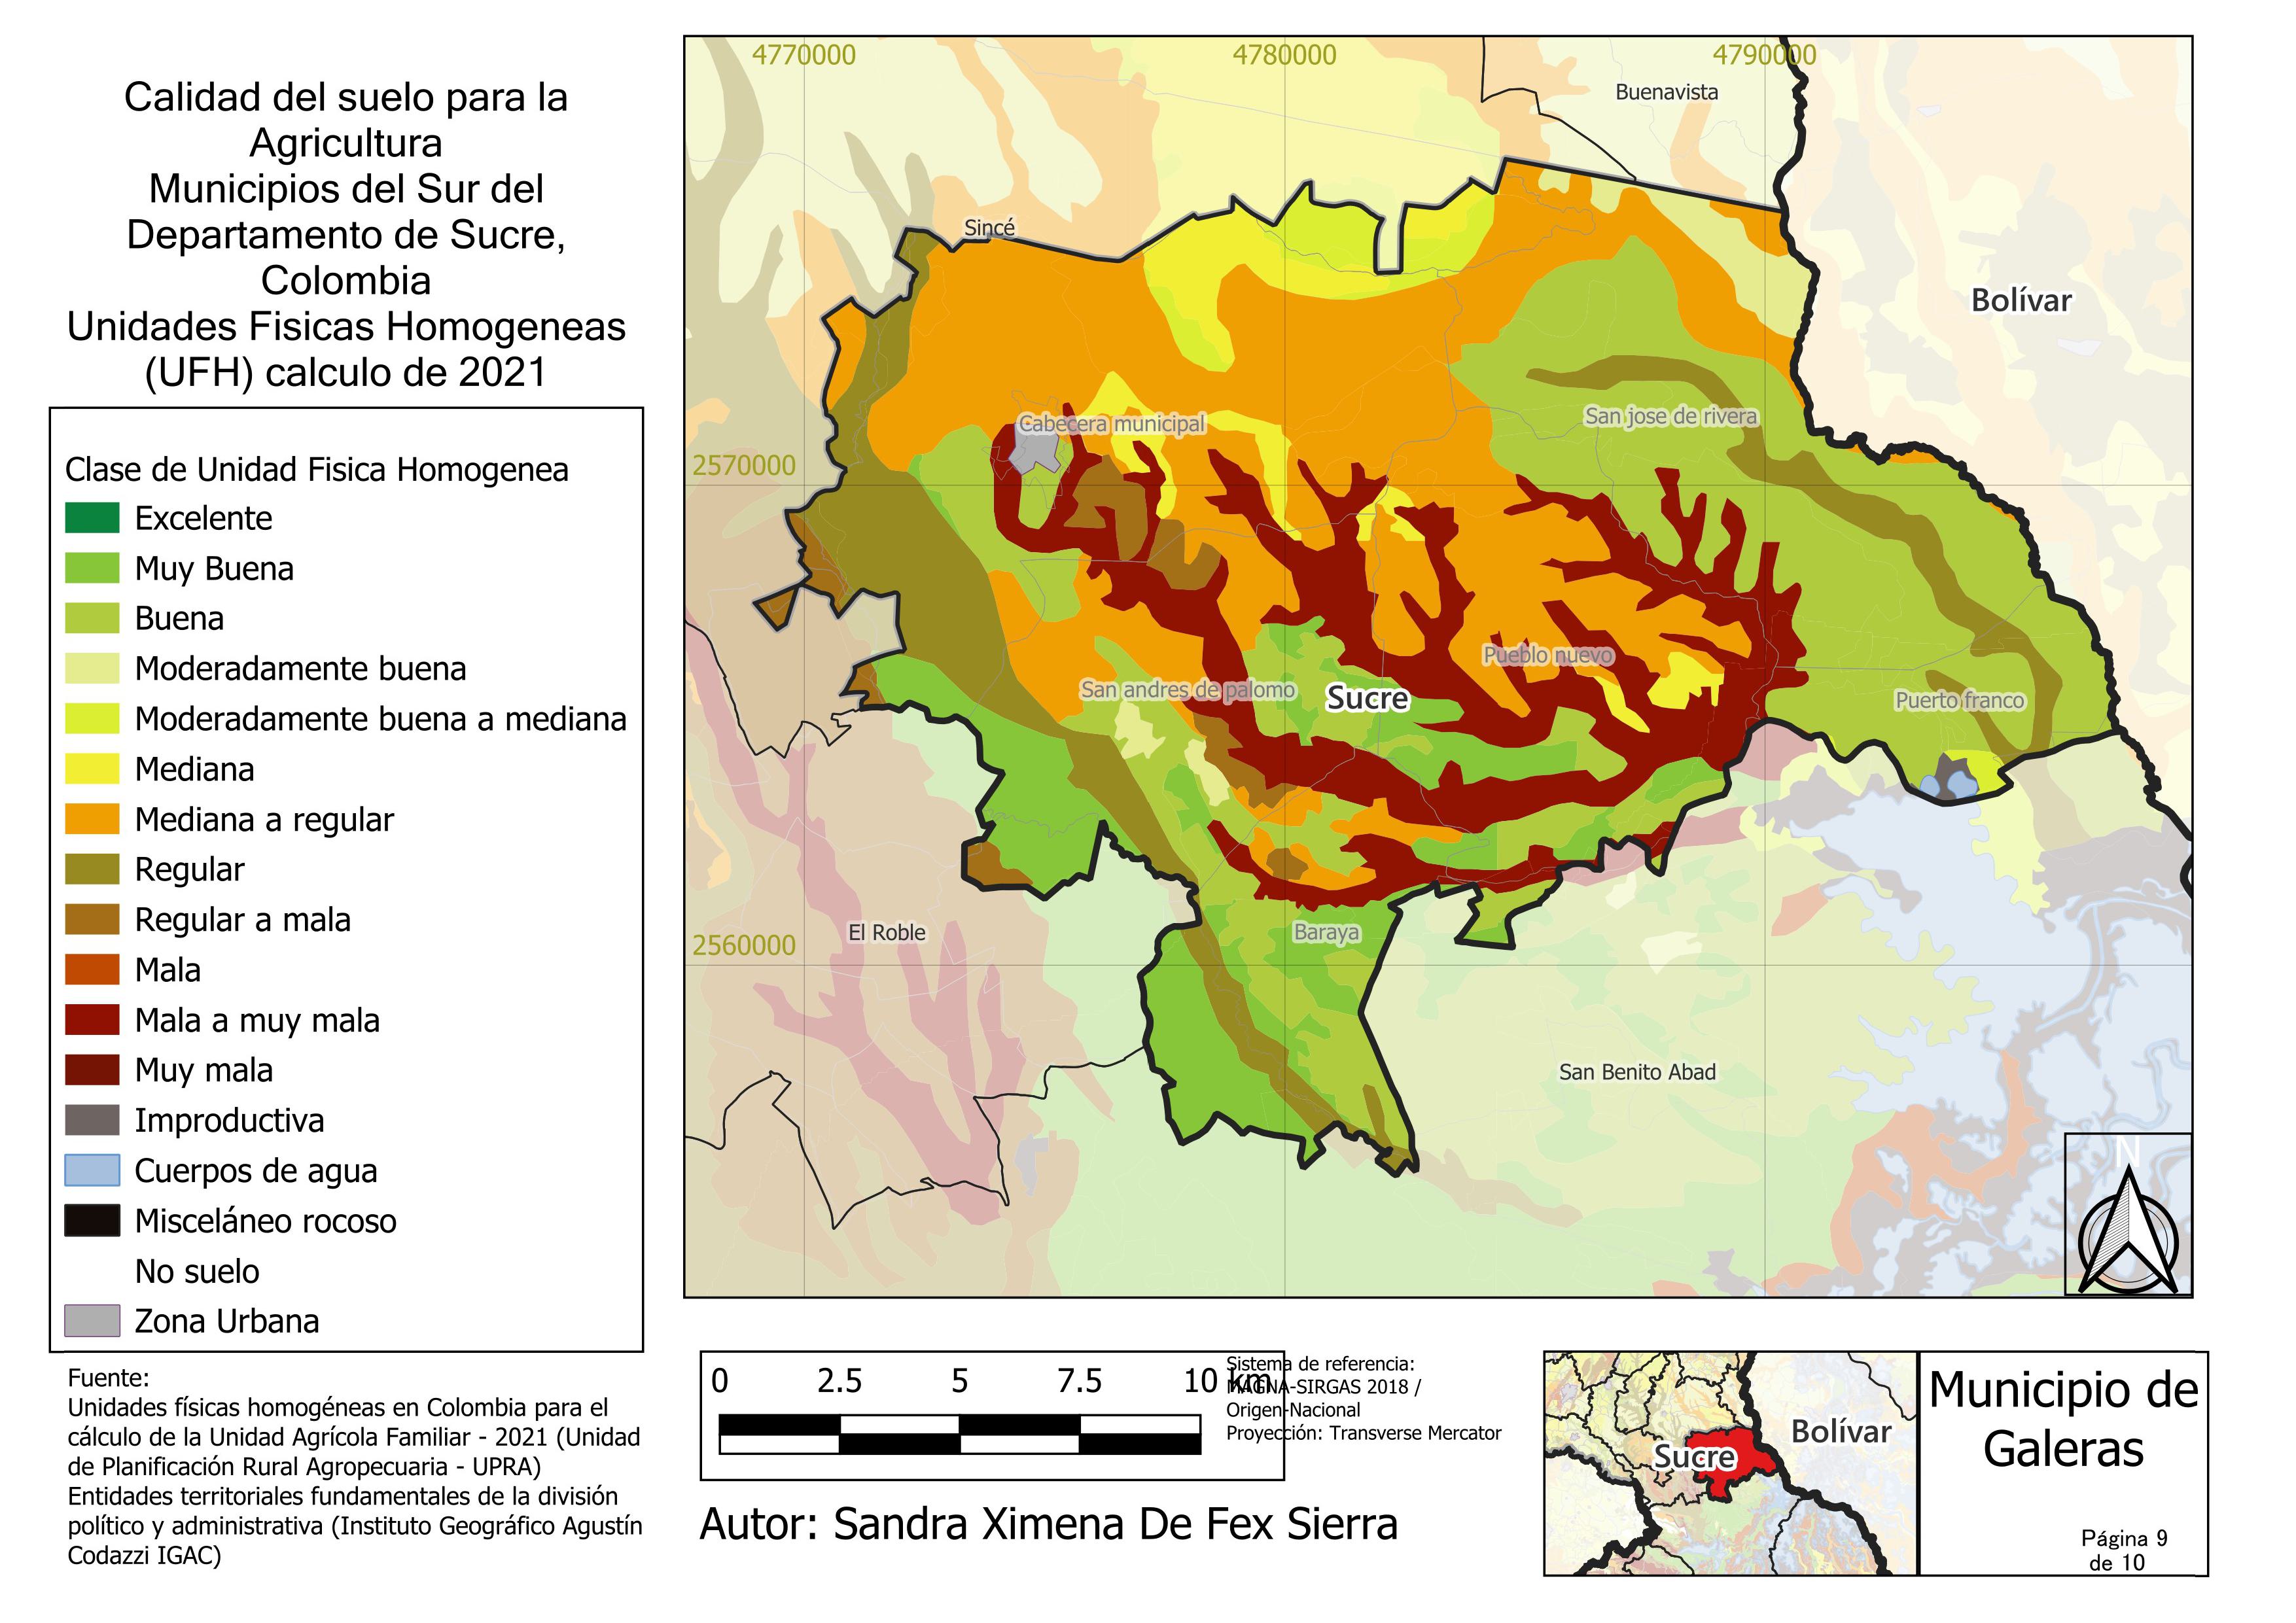 Calidad del suelo para la
Agricultura
Municipios del Sur del
Departamento de Sucre,
Colombia
Unidades Fisicas Homogeneas
(UFH) calculo de 2021
Clase de Unidad Fisica Homogenea
Excelente
Muy Buena
Buena
Moderadamente buena
Moderadamente buena a mediana
Mediana
Mediana a regular
Regular
Regular a mala
Mala
Mala a muy mala
Muy mala
Improductiva
Cuerpos de agua
Misceláneo rocoso
No suelo
Zona Urbana
Fuente:
Unidades físicas homogéneas en Colombia para el
cálculo de la Unidad Agrícola Familiar - 2021 (Unidad
de Planificación Rural Agropecuaria - UPRA)
Entidades territoriales fundamentales de la división
político y administrativa (Instituto Geográfico Agustín
Codazzi IGAC)
4770000
4780000
4790000
Buenavista
Sincé
Bolívar
Cabecera municipal
San jose de rivera
2570000
Pueblo nuevo
San andres de palomo
Sucre
Puerto franco
El Roble
Baraya
2560000
San Benito Abad
N
0 2.5 5 7.5 10 km
Sistema de referencia:
MAGNA-SIRGAS 2018 /
Origen-Nacional
Proyección: Transverse Mercator
Autor: Sandra Ximena De Fex Sierra
Bolívar
Sucre
Municipio de
Galeras
Página 9
de 10